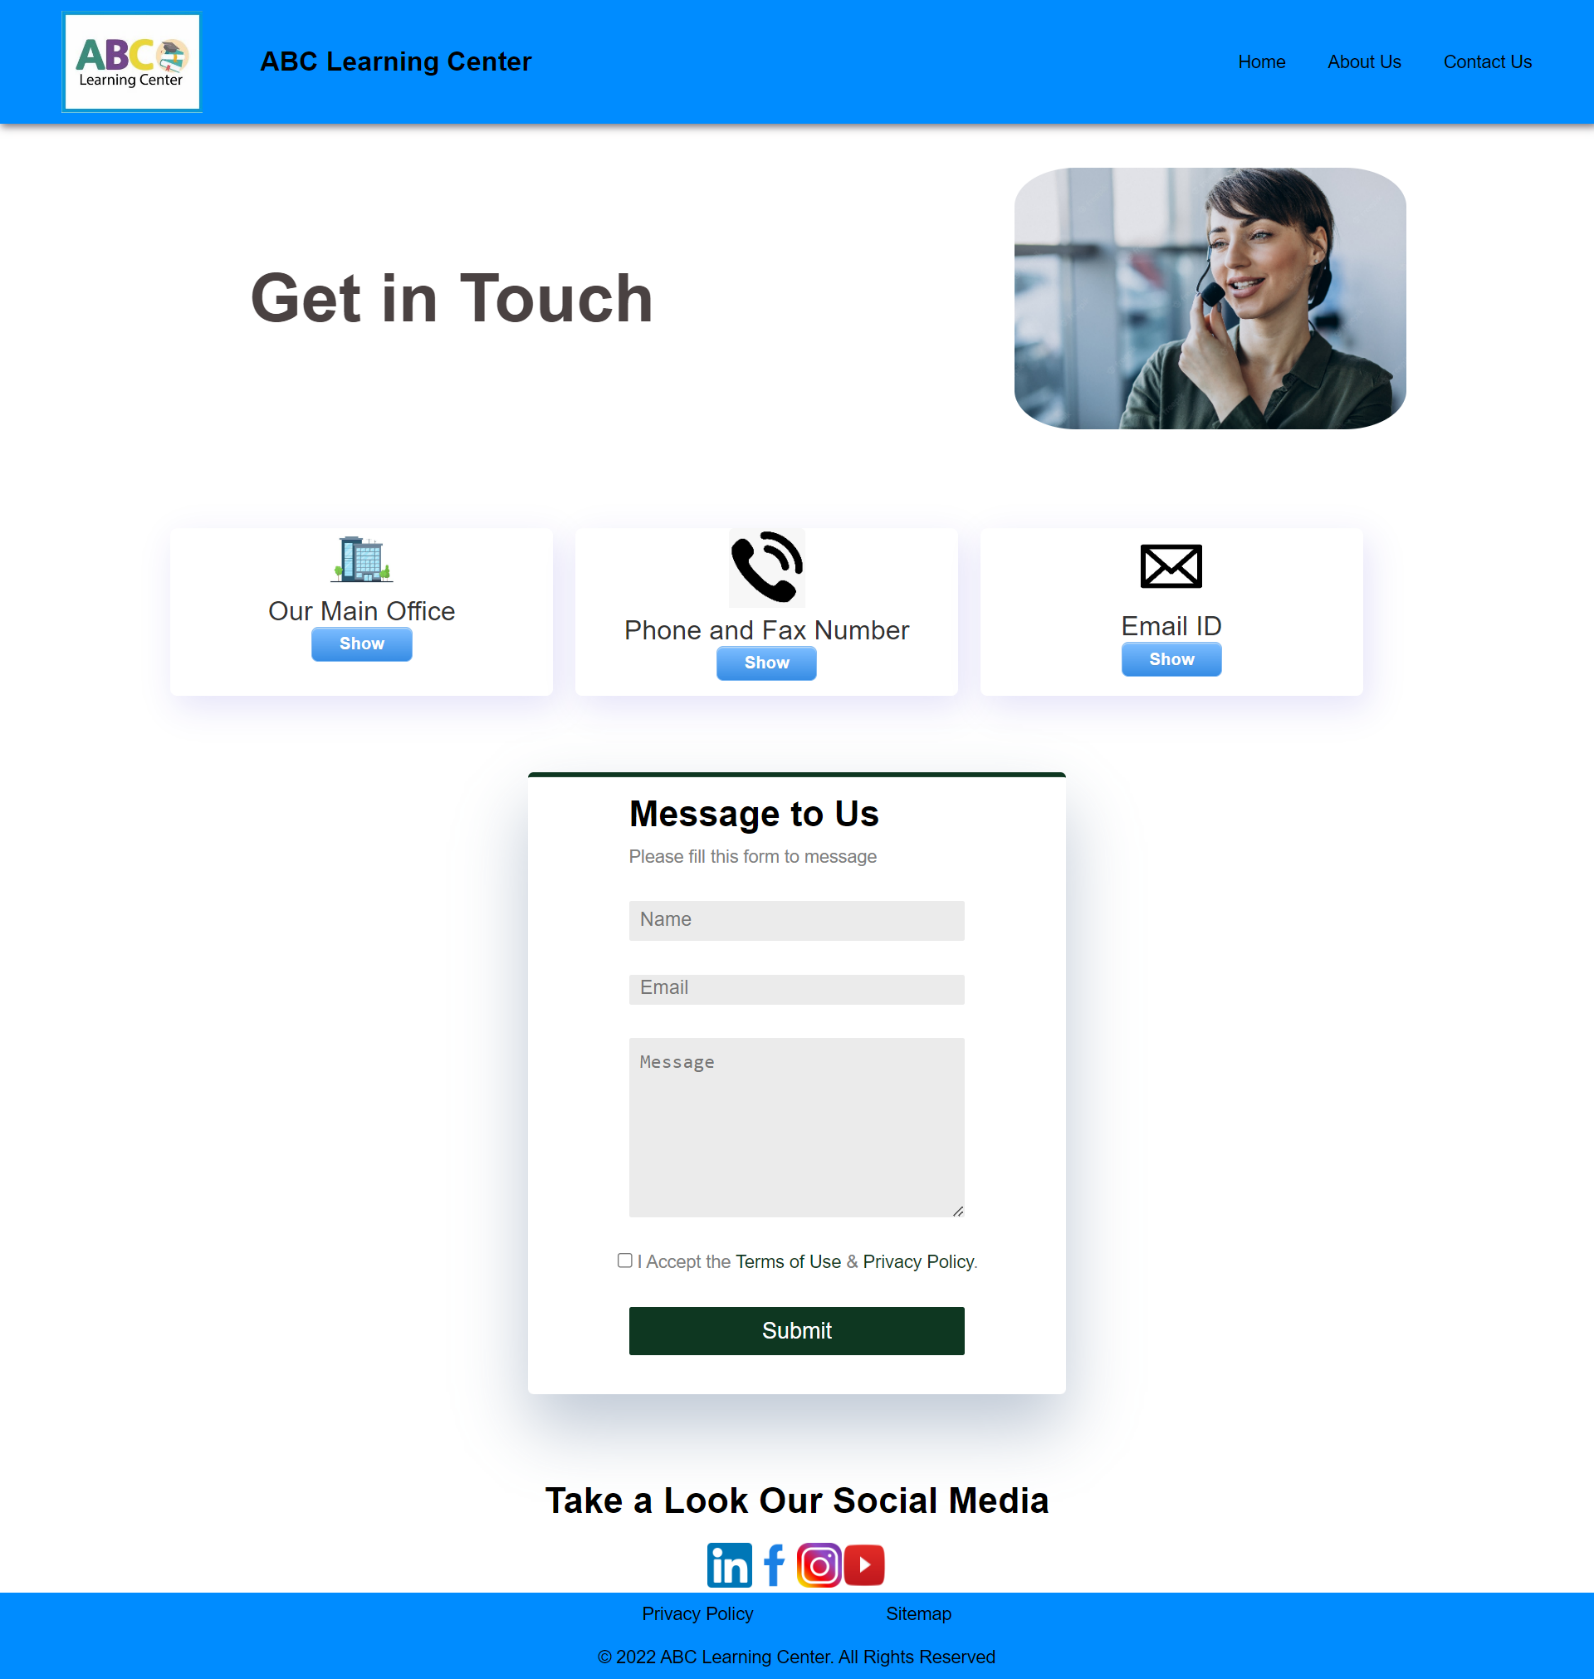 ABC
Learning Center
ABC Learning Center
Home
About Us
Contact Us
Get in Touch
Our Main Office
Show
Phone and Fax Number
Show
Email ID
Show
Message to Us
Please fill this form to message
Name
Email
Message
I Accept the Terms of Use & Privacy Policy.
Submit
Take a Look Our Social Media
in
Privacy Policy
Sitemap
© 2022 ABC Learning Center. All Rights Reserved